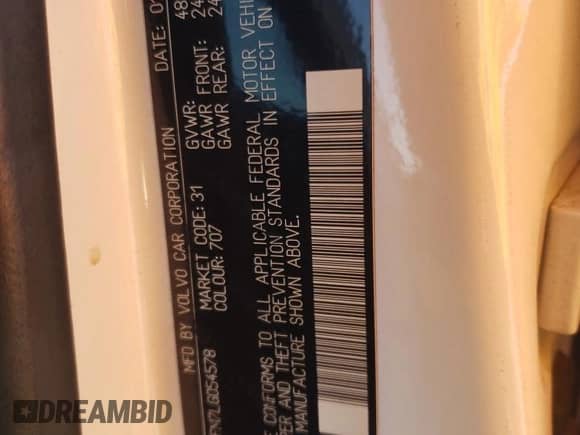 MFD BY VOLVO CAR CORPORATION DATE: 0
MARKET CODE: 31
COLOUR: 707
GVWR: 48
GAWR FRONT: 24
GAWR REAR: 24
CONFORMS TO ALL APPLICABLE FEDERAL MOTOR VEHI
PER AND THEFT PREVENTION STANDARDS IN EFFECT ON
MANUFACTURE SHOWN ABOVE.
DREAMBID